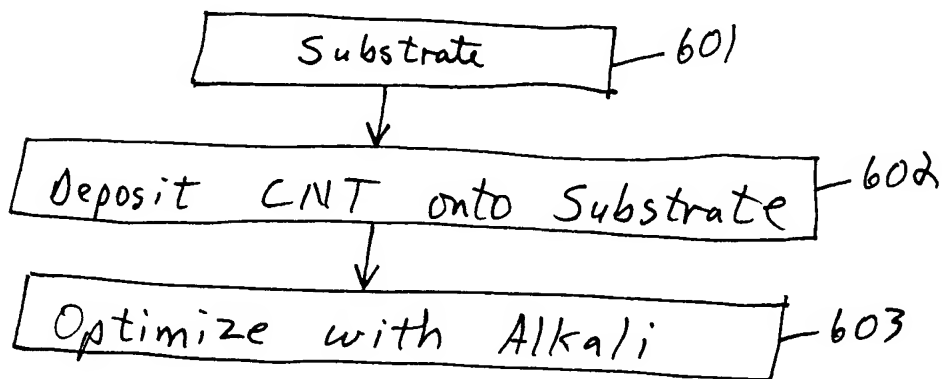 Substrate 601
Deposit CNT onto Substrate 602
Optimize with Alkali 603